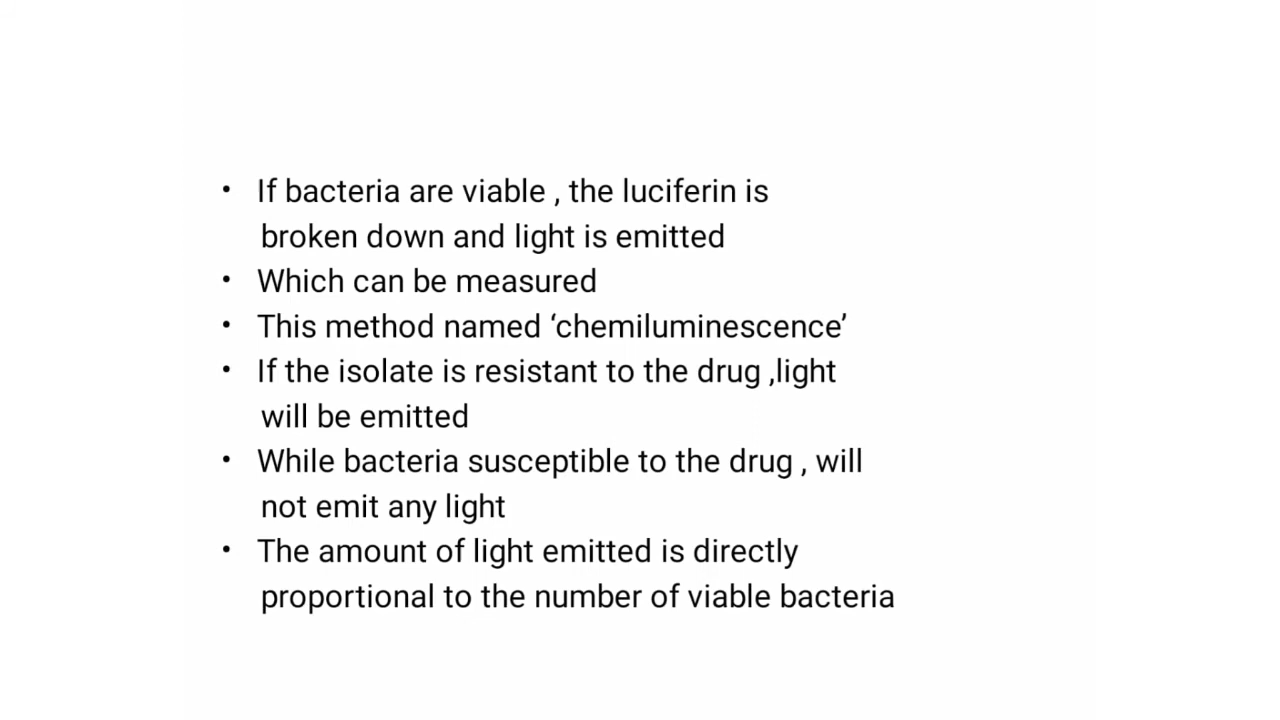 • If bacteria are viable , the luciferin is
broken down and light is emitted
• Which can be measured
• This method named ‘chemiluminescence’
• If the isolate is resistant to the drug ,light
will be emitted
• While bacteria susceptible to the drug , will
not emit any light
• The amount of light emitted is directly
proportional to the number of viable bacteria